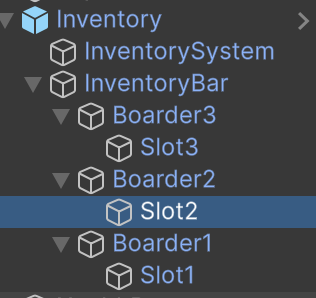 Inventory
InventorySystem
InventoryBar
Boarder3
Slot3
Boarder2
Slot2
Boarder1
Slot1